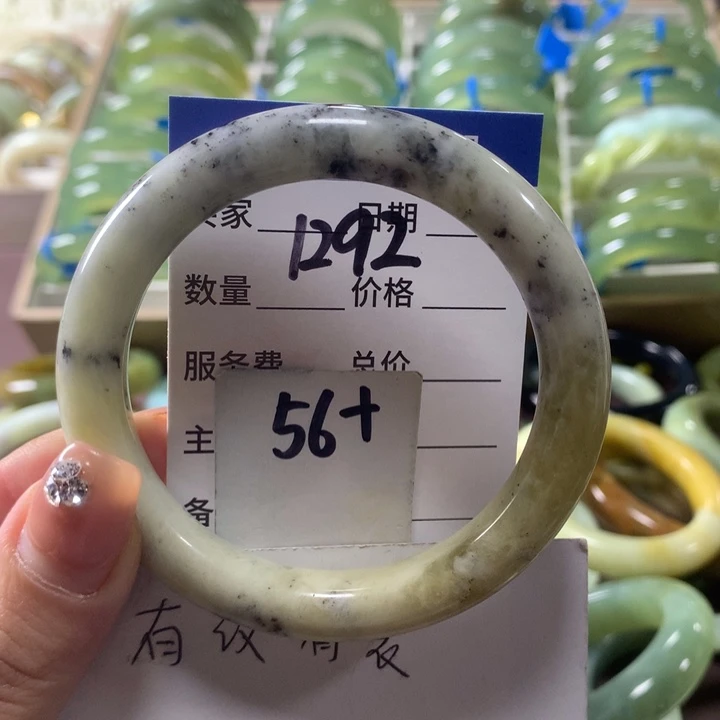 家 日期
1292
数量 价格
服务费 总价
56+
主
备
有纹有衣